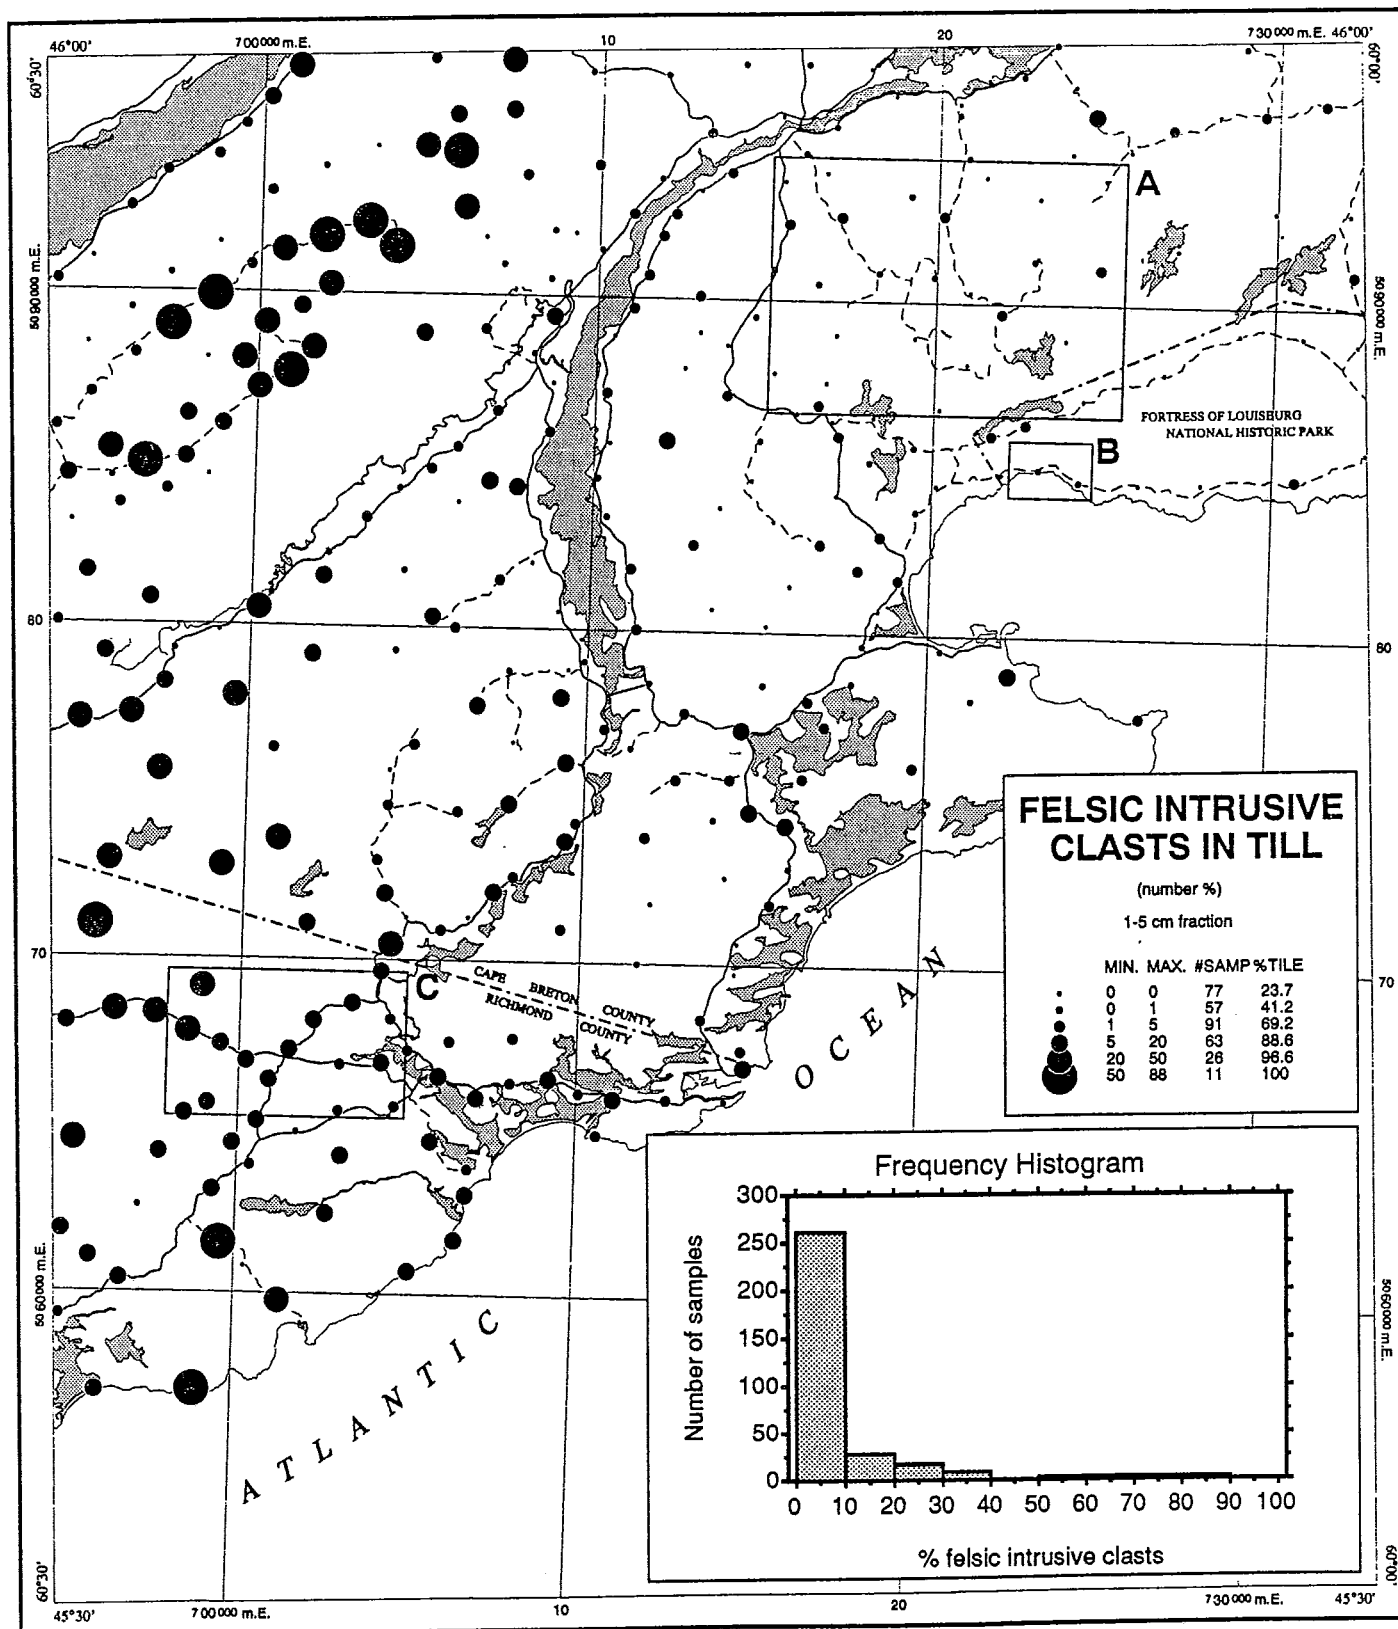 46°00'
700000 m.E.
10
20
730000 m.E. 46°00'
60°30'
60°00'
A
5090000 m.E.
5090000 m.E.
FORTRESS OF LOUISBURG
NATIONAL HISTORIC PARK
B
80
80
FELSIC INTRUSIVE
CLASTS IN TILL
(number %)
1-5 cm fraction
MIN. MAX. #SAMP %TILE
0 0 77 23.7
0 1 57 41.2
1 5 91 69.2
5 20 63 88.6
20 50 26 96.6
50 88 11 100
70
70
C
CAPE BRETON COUNTY
RICHMOND COUNTY
ATLANTIC OCEAN
5060000 m.E.
5060000 m.E.
Frequency Histogram
Number of samples
300
250
200
150
100
50
0
0 10 20 30 40 50 60 70 80 90 100
% felsic intrusive clasts
60°30'
60°00'
45°30'
700000 m.E.
10
20
730000 m.E.
45°30'